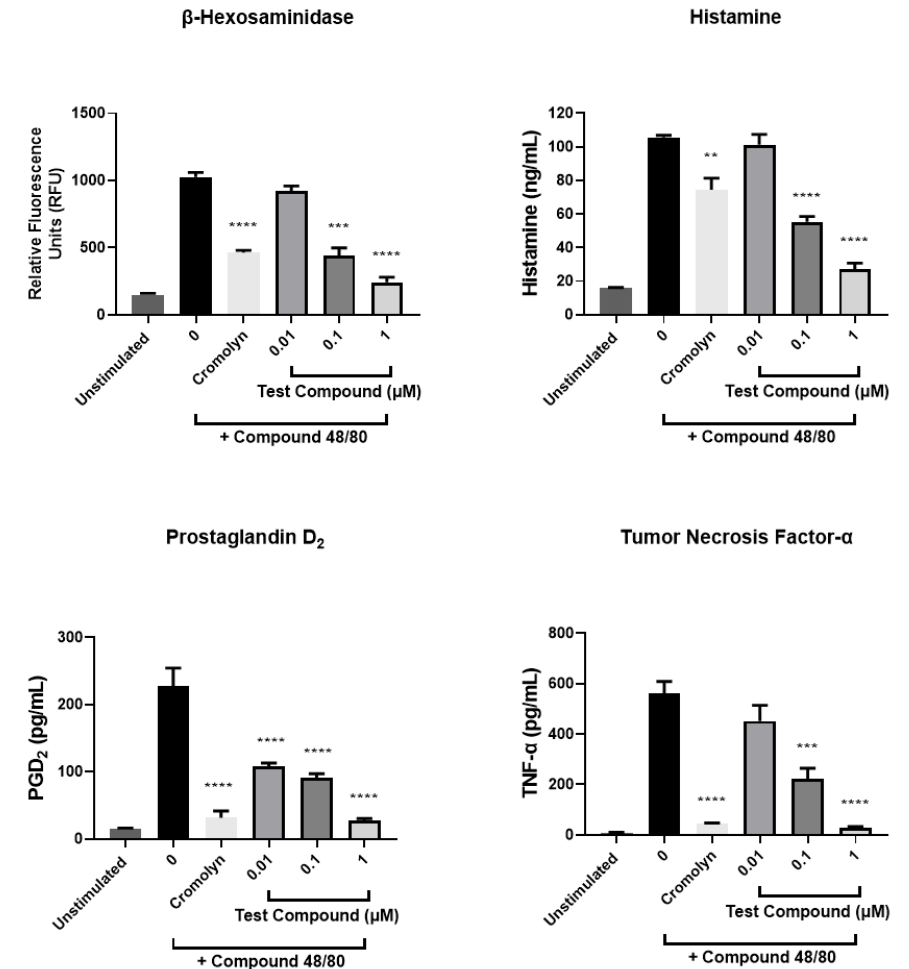 β-Hexosaminidase
Relative Fluorescence
Units (RFU)
1500
1000
500
0
****
***
****
Unstimulated
0
Cromolyn
0.01
0.1
1
Test Compound (μM)
+ Compound 48/80
Histamine
Histamine (ng/mL)
120
100
80
60
40
20
0
**
****
****
Unstimulated
0
Cromolyn
0.01
0.1
1
Test Compound (μM)
+ Compound 48/80
Prostaglandin D₂
PGD₂ (pg/mL)
300
200
100
0
****
****
****
****
Unstimulated
0
Cromolyn
0.01
0.1
1
Test Compound (μM)
+ Compound 48/80
Tumor Necrosis Factor-α
TNF-α (pg/mL)
800
600
400
200
0
****
***
****
Unstimulated
0
Cromolyn
0.01
0.1
1
Test Compound (μM)
+ Compound 48/80